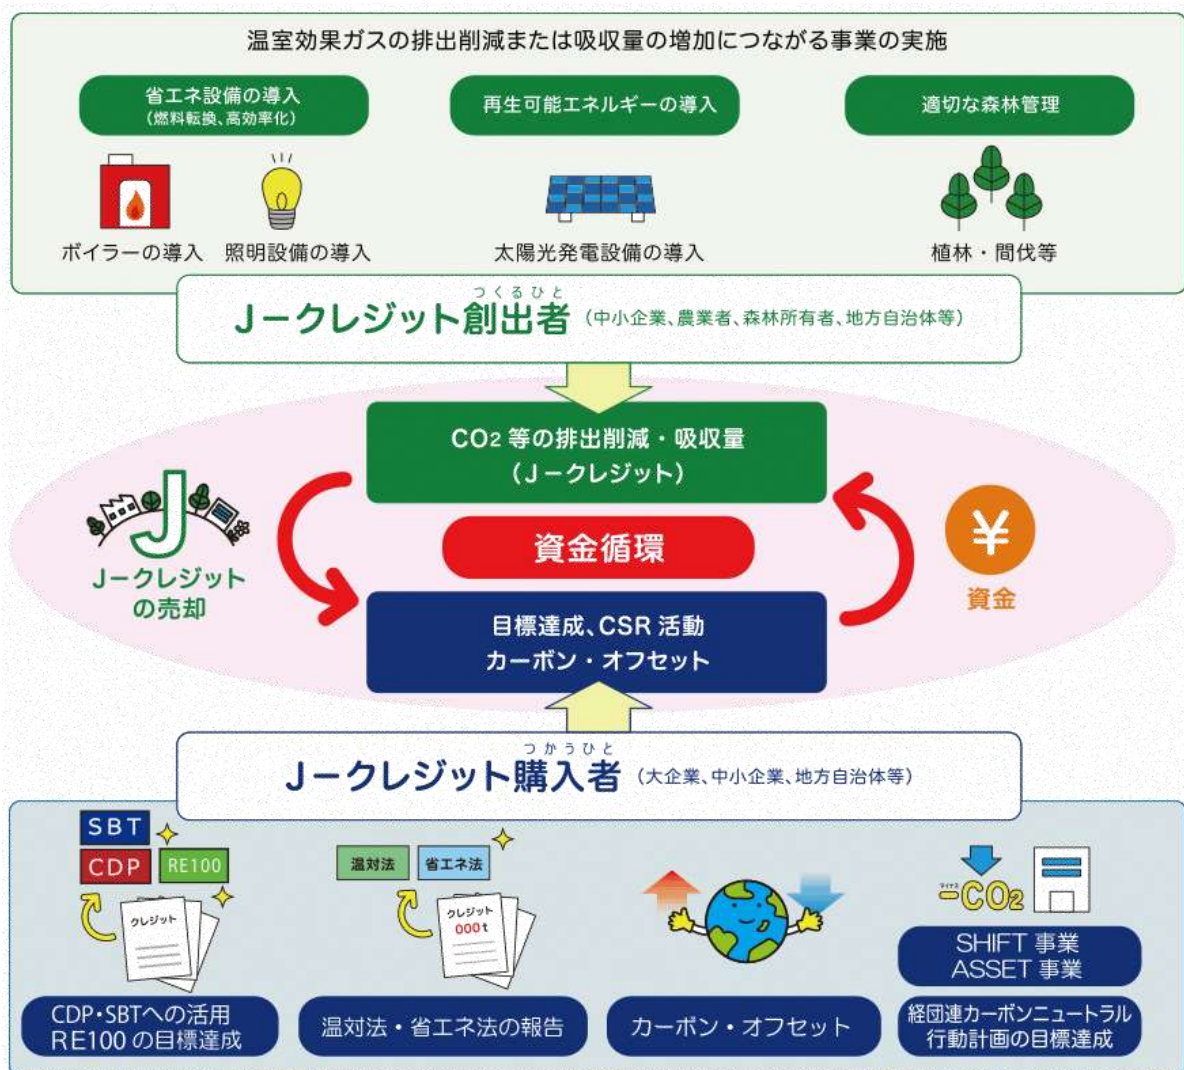 温室効果ガスの排出削減または吸収量の増加につながる事業の実施
省エネ設備の導入
(燃料転換、高効率化)
再生可能エネルギーの導入
適切な森林管理
ボイラーの導入
照明設備の導入
太陽光発電設備の導入
植林・間伐等
つくるひと
Jークレジット創出者(中小企業、農業者、森林所有者、地方自治体等)
CO2 等の排出削減・吸収量
(Jークレジット)
J
Jークレジット
の売却
資金循環
¥
資金
目標達成、CSR 活動
カーボン・オフセット
つかうひと
Jークレジット購入者(大企業、中小企業、地方自治体等)
SBT
CDP
RE100
クレジット
CDP・SBTへの活用
RE100 の目標達成
温対法
省エネ法
クレジット
000t
温対法・省エネ法の報告
カーボン・オフセット
マイナス
-CO2
SHIFT 事業
ASSET 事業
経団連カーボンニュートラル
行動計画の目標達成